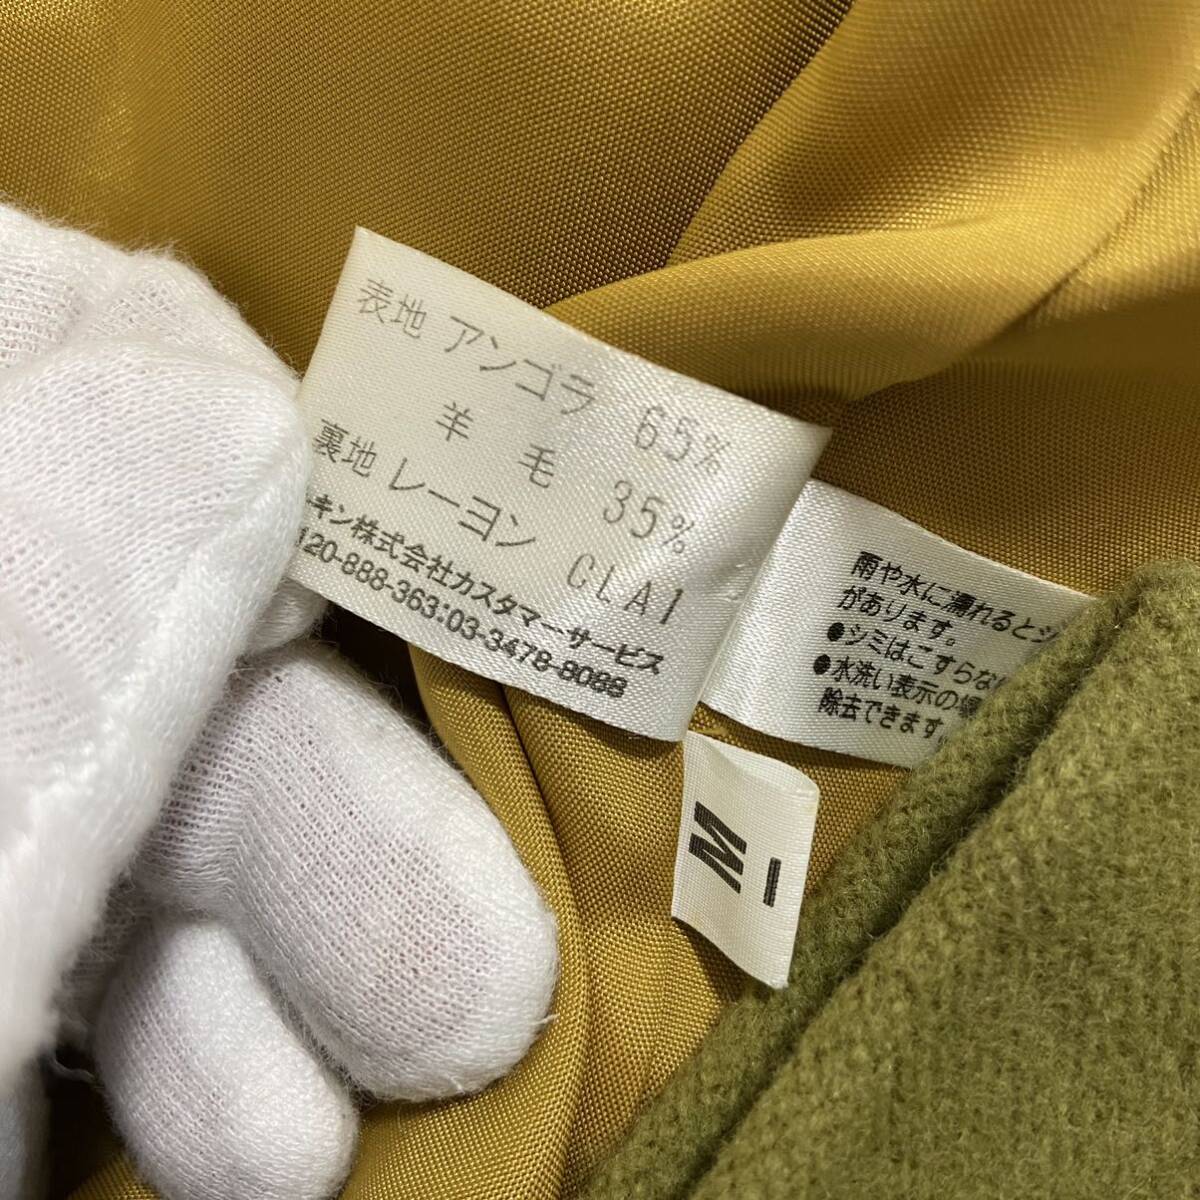 表地 アンゴラ 65%
羊 毛 35%
裏地 レーヨン CLA1
ーキン株式会社カスタマーサービス
120-888-363:03-3478-8088
雨や水に濡れるとシ
があります。
●シミはこすらな
●水洗い表示の場
除去できます。
M